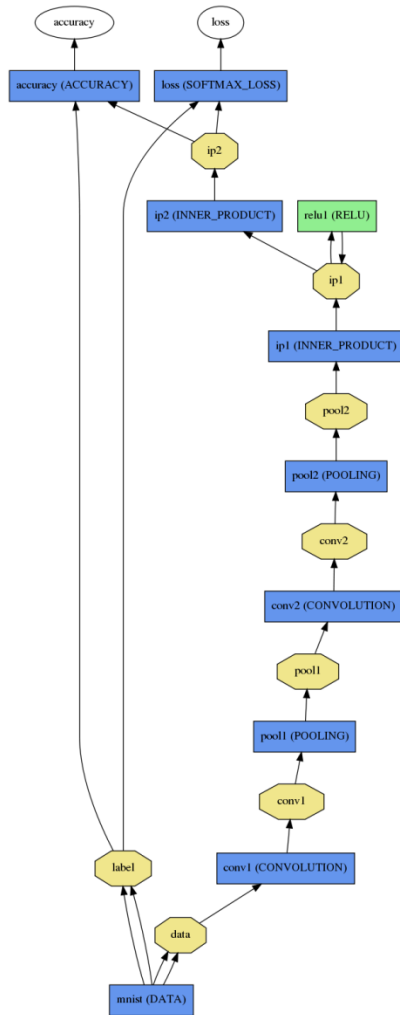 accuracy
loss
accuracy (ACCURACY)
loss (SOFTMAX_LOSS)
ip2
ip2 (INNER_PRODUCT)
relu1 (RELU)
ip1
ip1 (INNER_PRODUCT)
pool2
pool2 (POOLING)
conv2
conv2 (CONVOLUTION)
pool1
pool1 (POOLING)
conv1
label
conv1 (CONVOLUTION)
data
mnist (DATA)